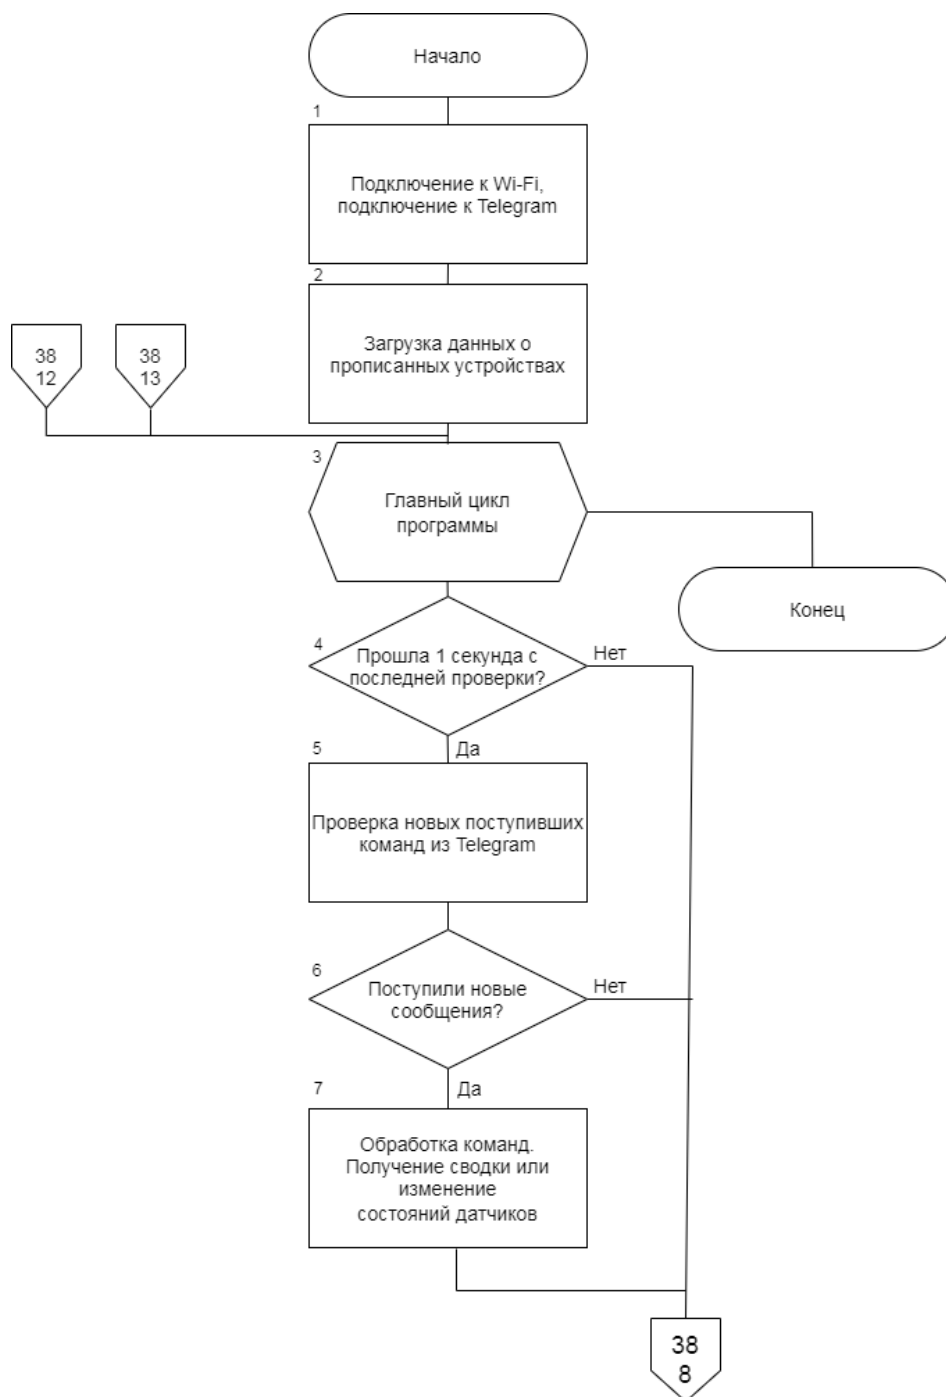 Начало
1
Подключение к Wi-Fi,
подключение к Telegram
2
Загрузка данных о
прописанных устройствах
38
12
38
13
3
Главный цикл
программы
Конец
4
Прошла 1 секунда с
последней проверки?
Нет
Да
5
Проверка новых поступивших
команд из Telegram
6
Поступили новые
сообщения?
Нет
Да
7
Обработка команд.
Получение сводки или
изменение
состояний датчиков
38
8